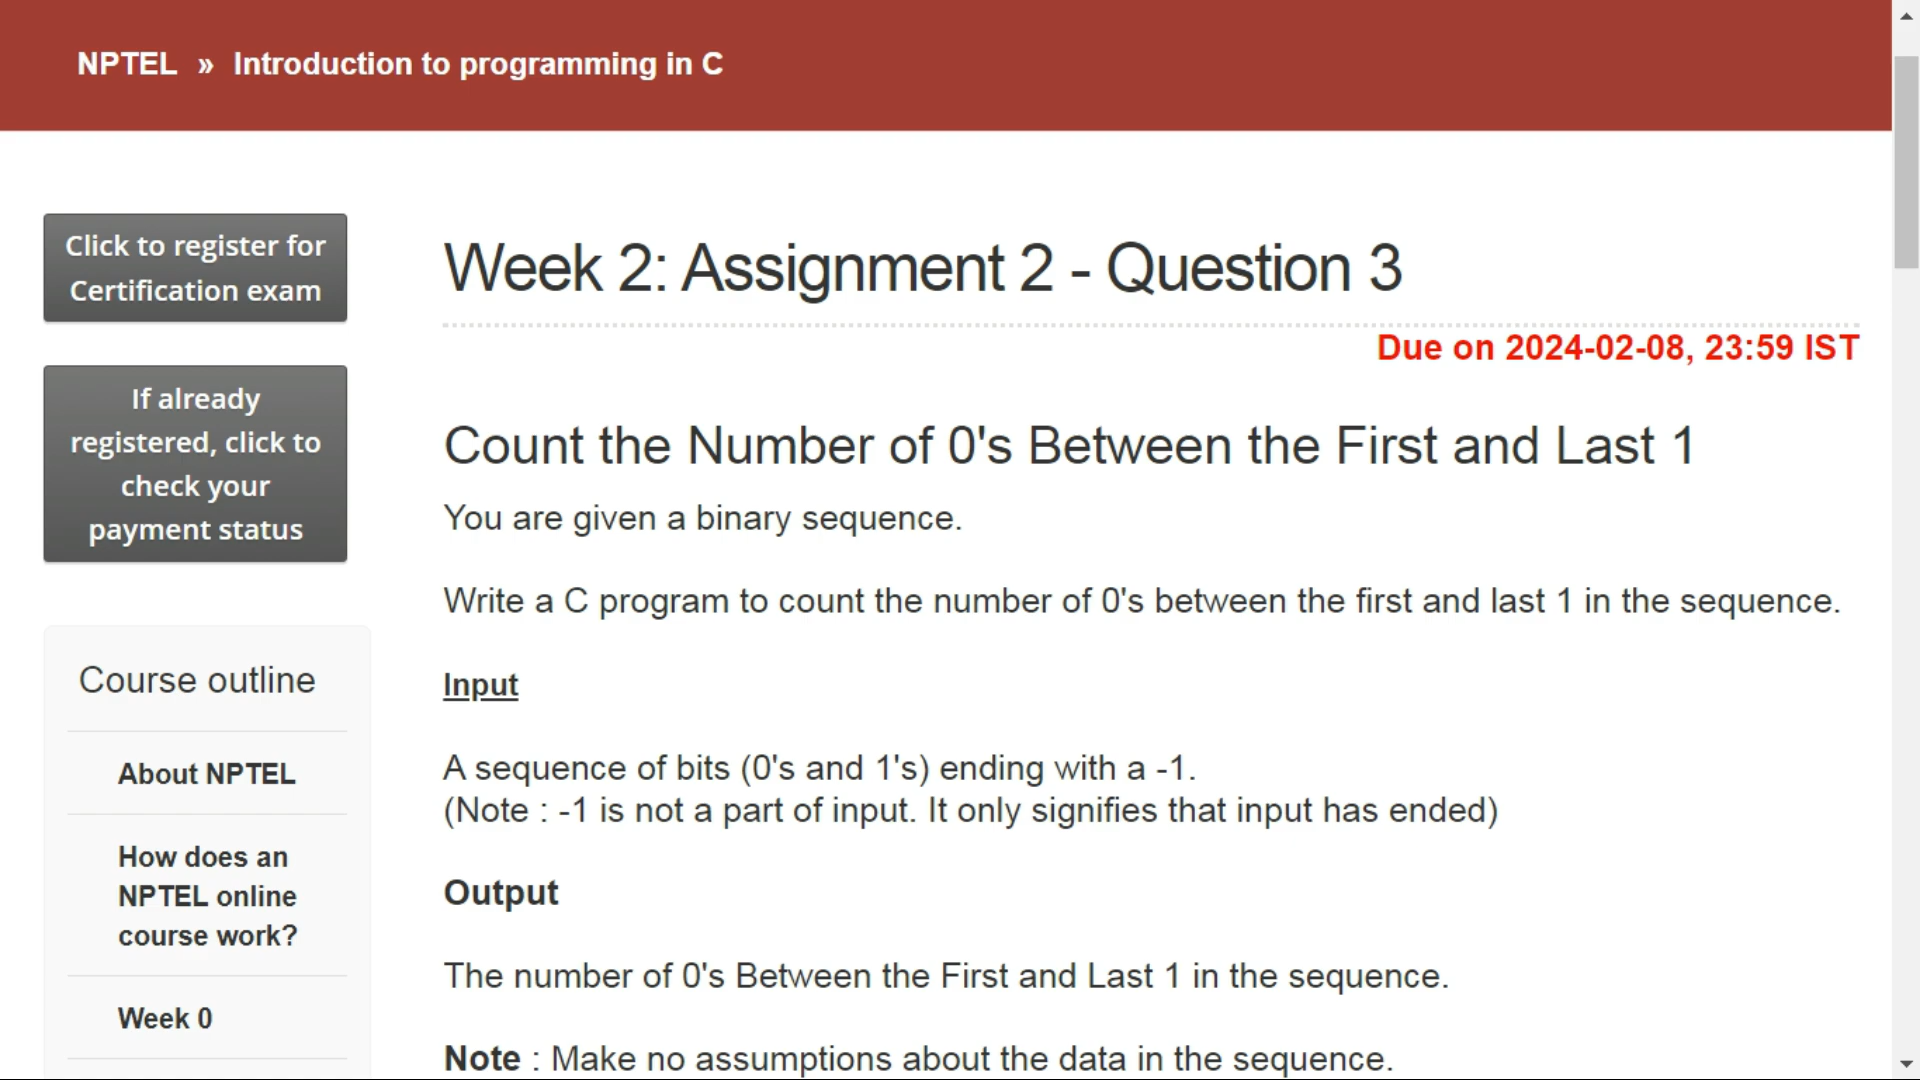 NPTEL » Introduction to programming in C
Click to register for
Certification exam
If already
registered, click to
check your
payment status
Course outline
About NPTEL
How does an
NPTEL online
course work?
Week 0
Week 2: Assignment 2 - Question 3
Due on 2024-02-08, 23:59 IST
Count the Number of 0's Between the First and Last 1
You are given a binary sequence.
Write a C program to count the number of 0's between the first and last 1 in the sequence.
Input
A sequence of bits (0's and 1's) ending with a -1.
(Note : -1 is not a part of input. It only signifies that input has ended)
Output
The number of 0's Between the First and Last 1 in the sequence.
Note : Make no assumptions about the data in the sequence.